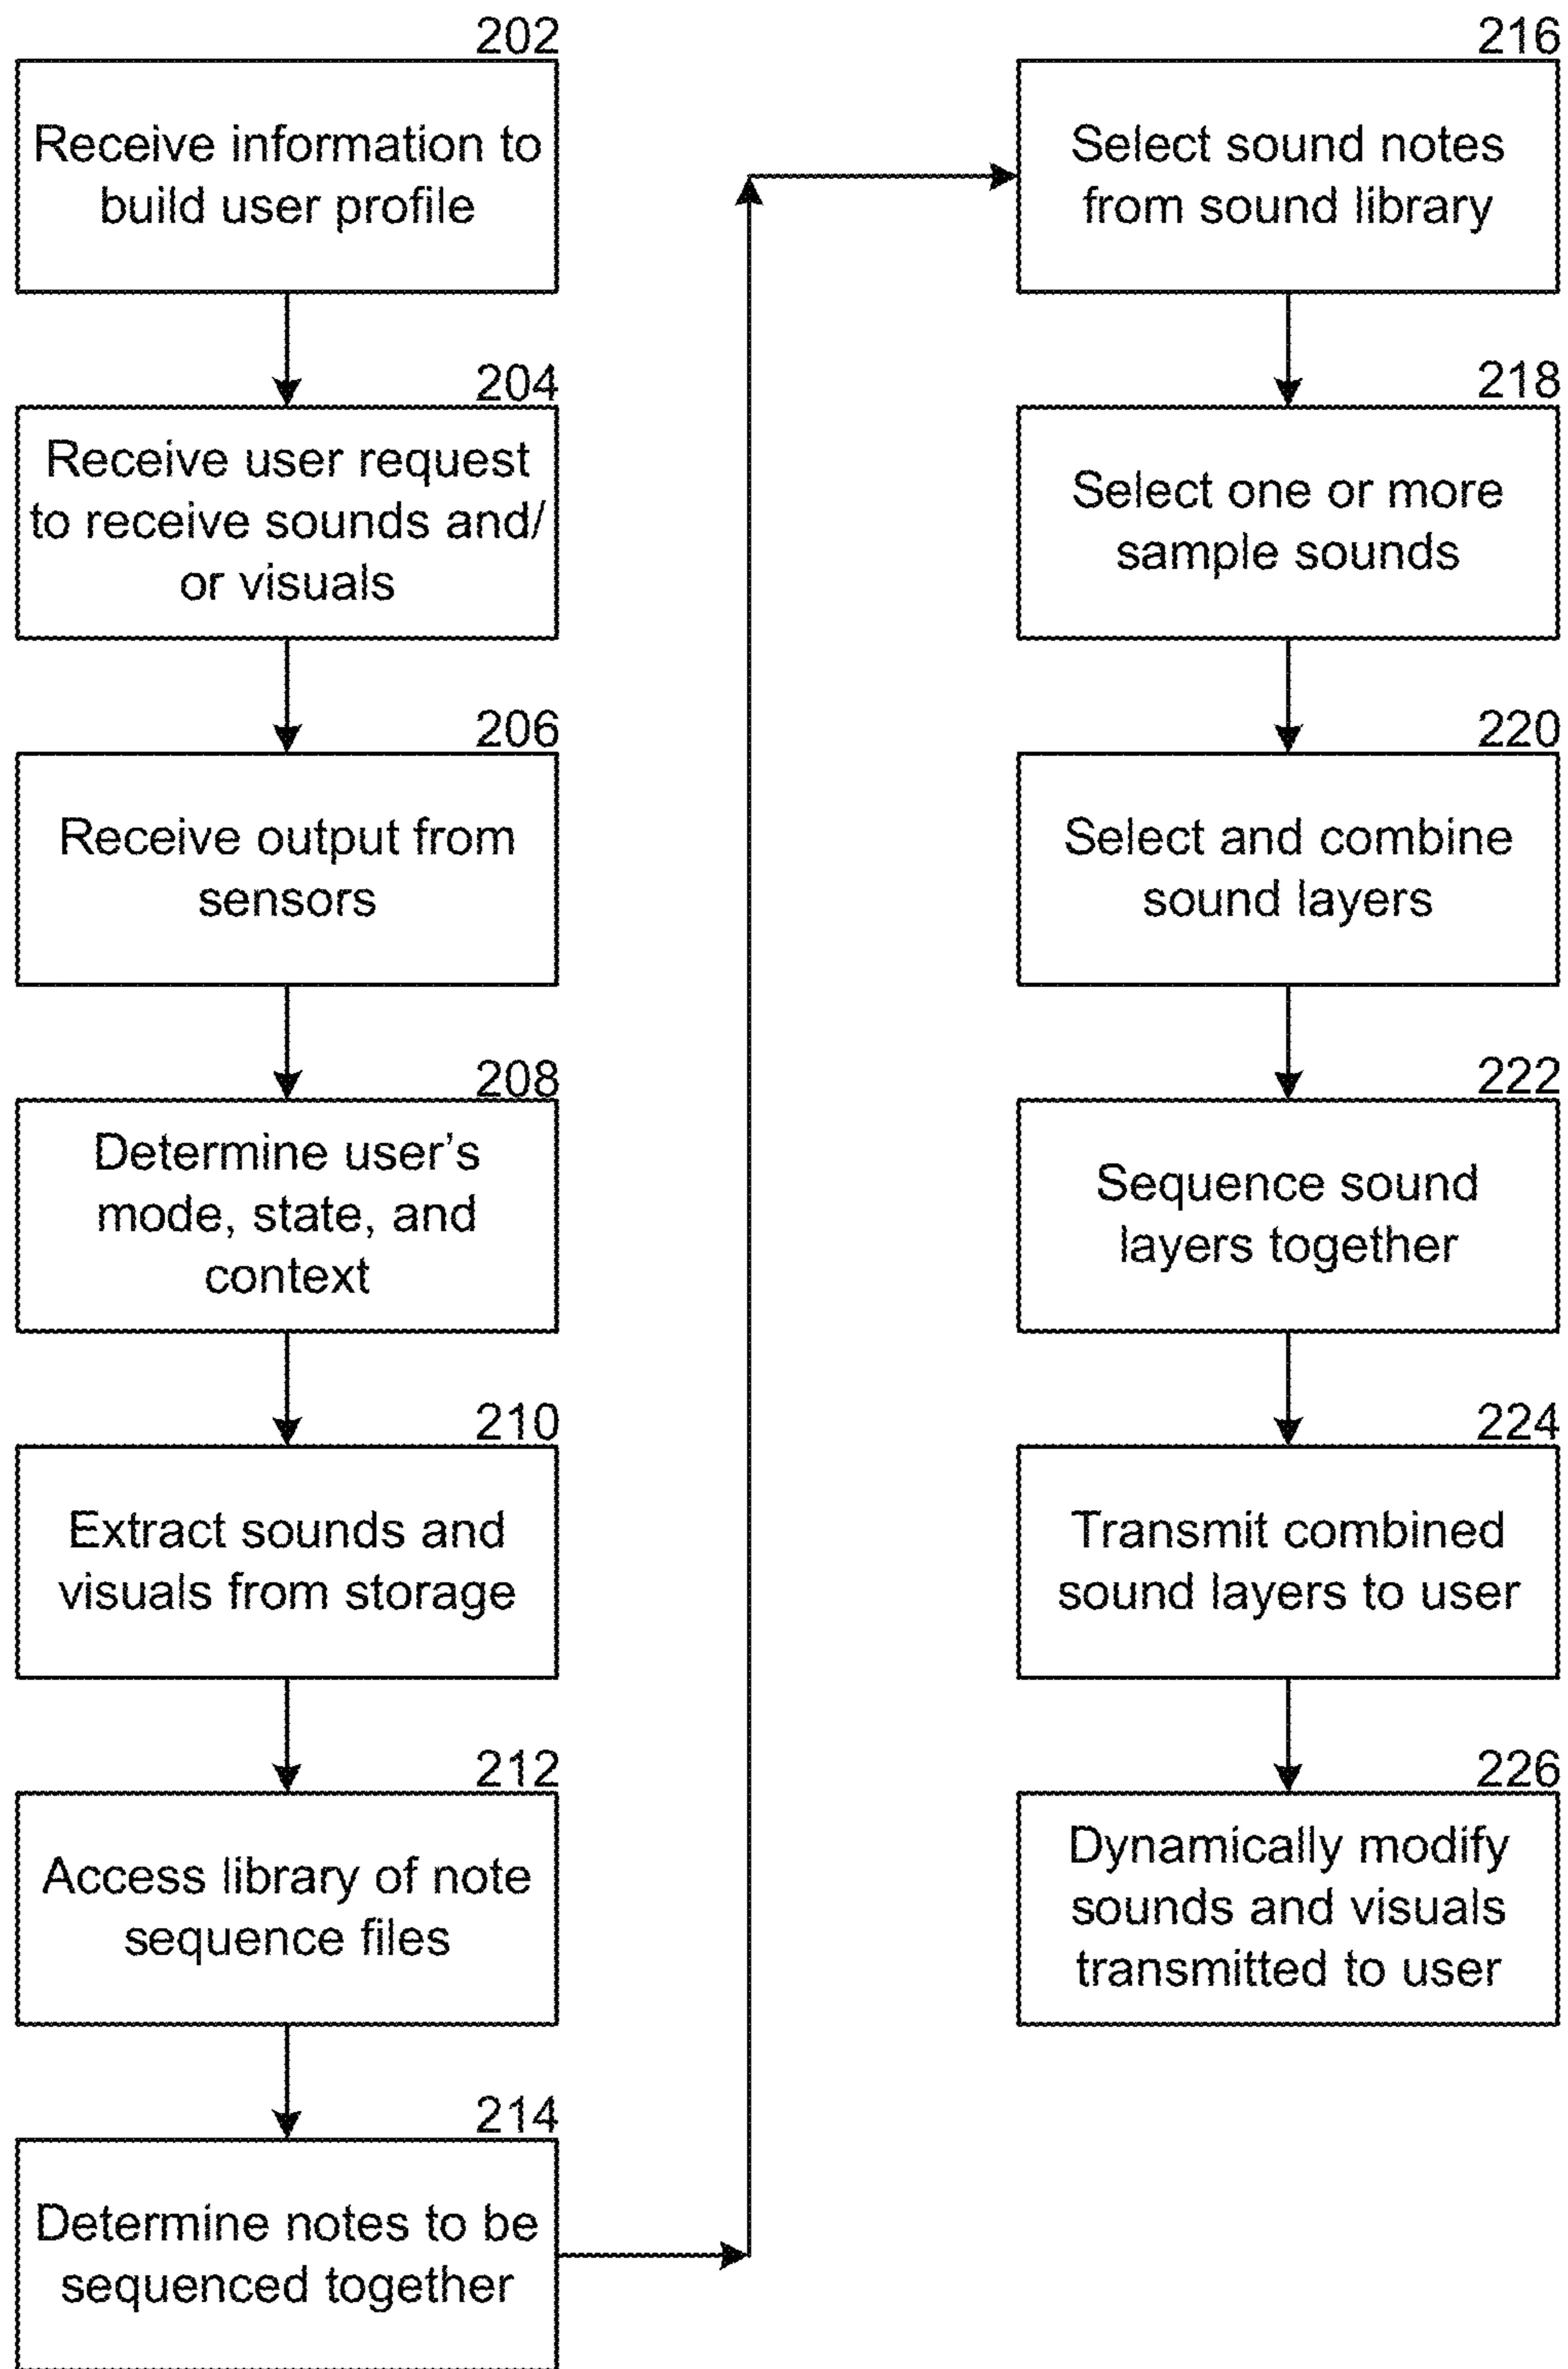 202
Receive information to
build user profile
204
Receive user request
to receive sounds and/
or visuals
206
Receive output from
sensors
208
Determine user's
mode, state, and
context
210
Extract sounds and
visuals from storage
212
Access library of note
sequence files
214
Determine notes to be
sequenced together
216
Select sound notes
from sound library
218
Select one or more
sample sounds
220
Select and combine
sound layers
222
Sequence sound
layers together
224
Transmit combined
sound layers to user
226
Dynamically modify
sounds and visuals
transmitted to user